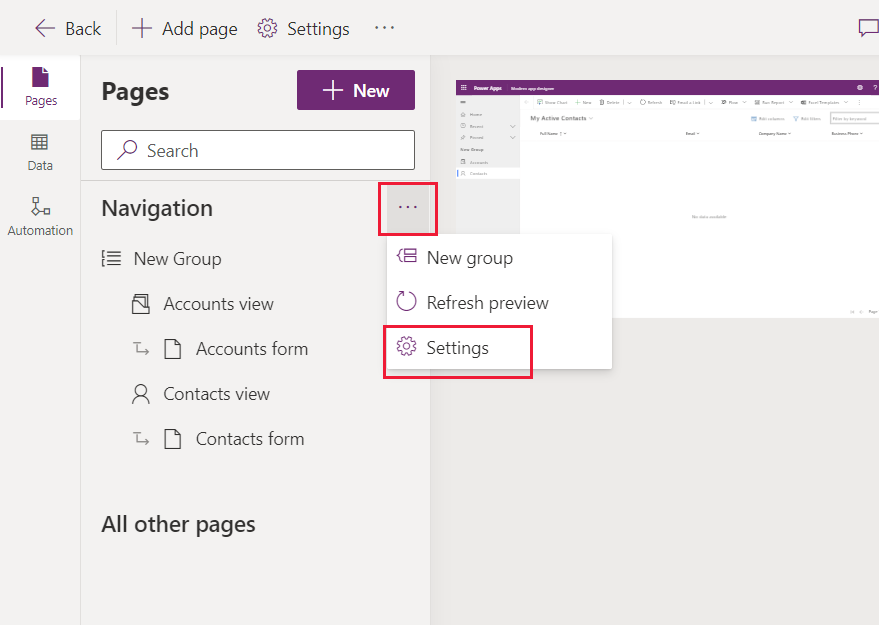 Back
Add page
Settings
...
Pages
Data
Automation
Pages
New
Search
Navigation
...
New Group
Accounts view
Accounts form
Contacts view
Contacts form
All other pages
New group
Refresh preview
Settings
Power Apps Modern app designer
Show Chart New Delete Refresh Email a Link Flow Run Report Excel Templates
Home
Recent
Pinned
New Group
Accounts
Contacts
My Active Contacts
Edit columns Edit filters Filter by keyword
Full Name Email Company Name Business Phone
No data available
Page